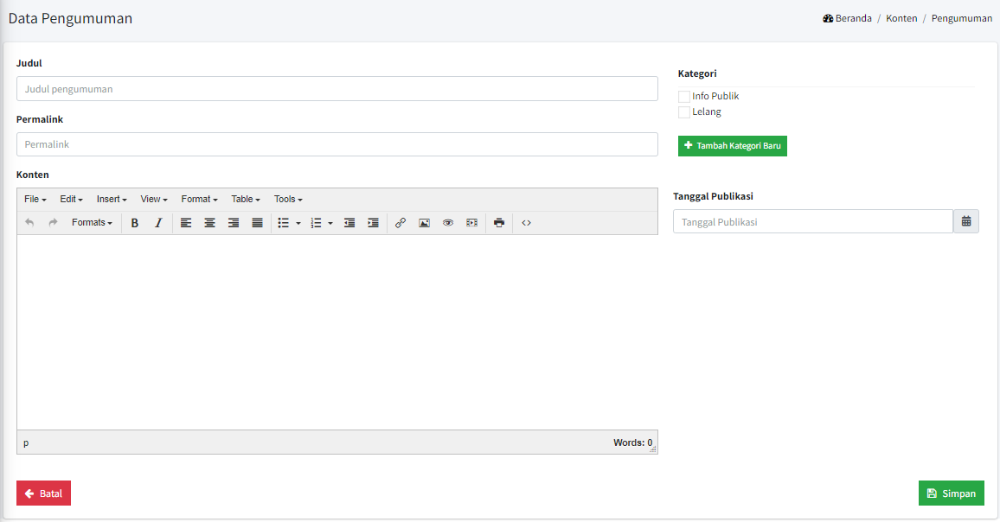 Data Pengumuman
Beranda / Konten / Pengumuman
Judul
Judul pengumuman
Permalink
Permalink
Konten
File Edit Insert View Format Table Tools
Formats B I
p
Words: 0
Kategori
Info Publik
Lelang
Tambah Kategori Baru
Tanggal Publikasi
Tanggal Publikasi
Batal
Simpan